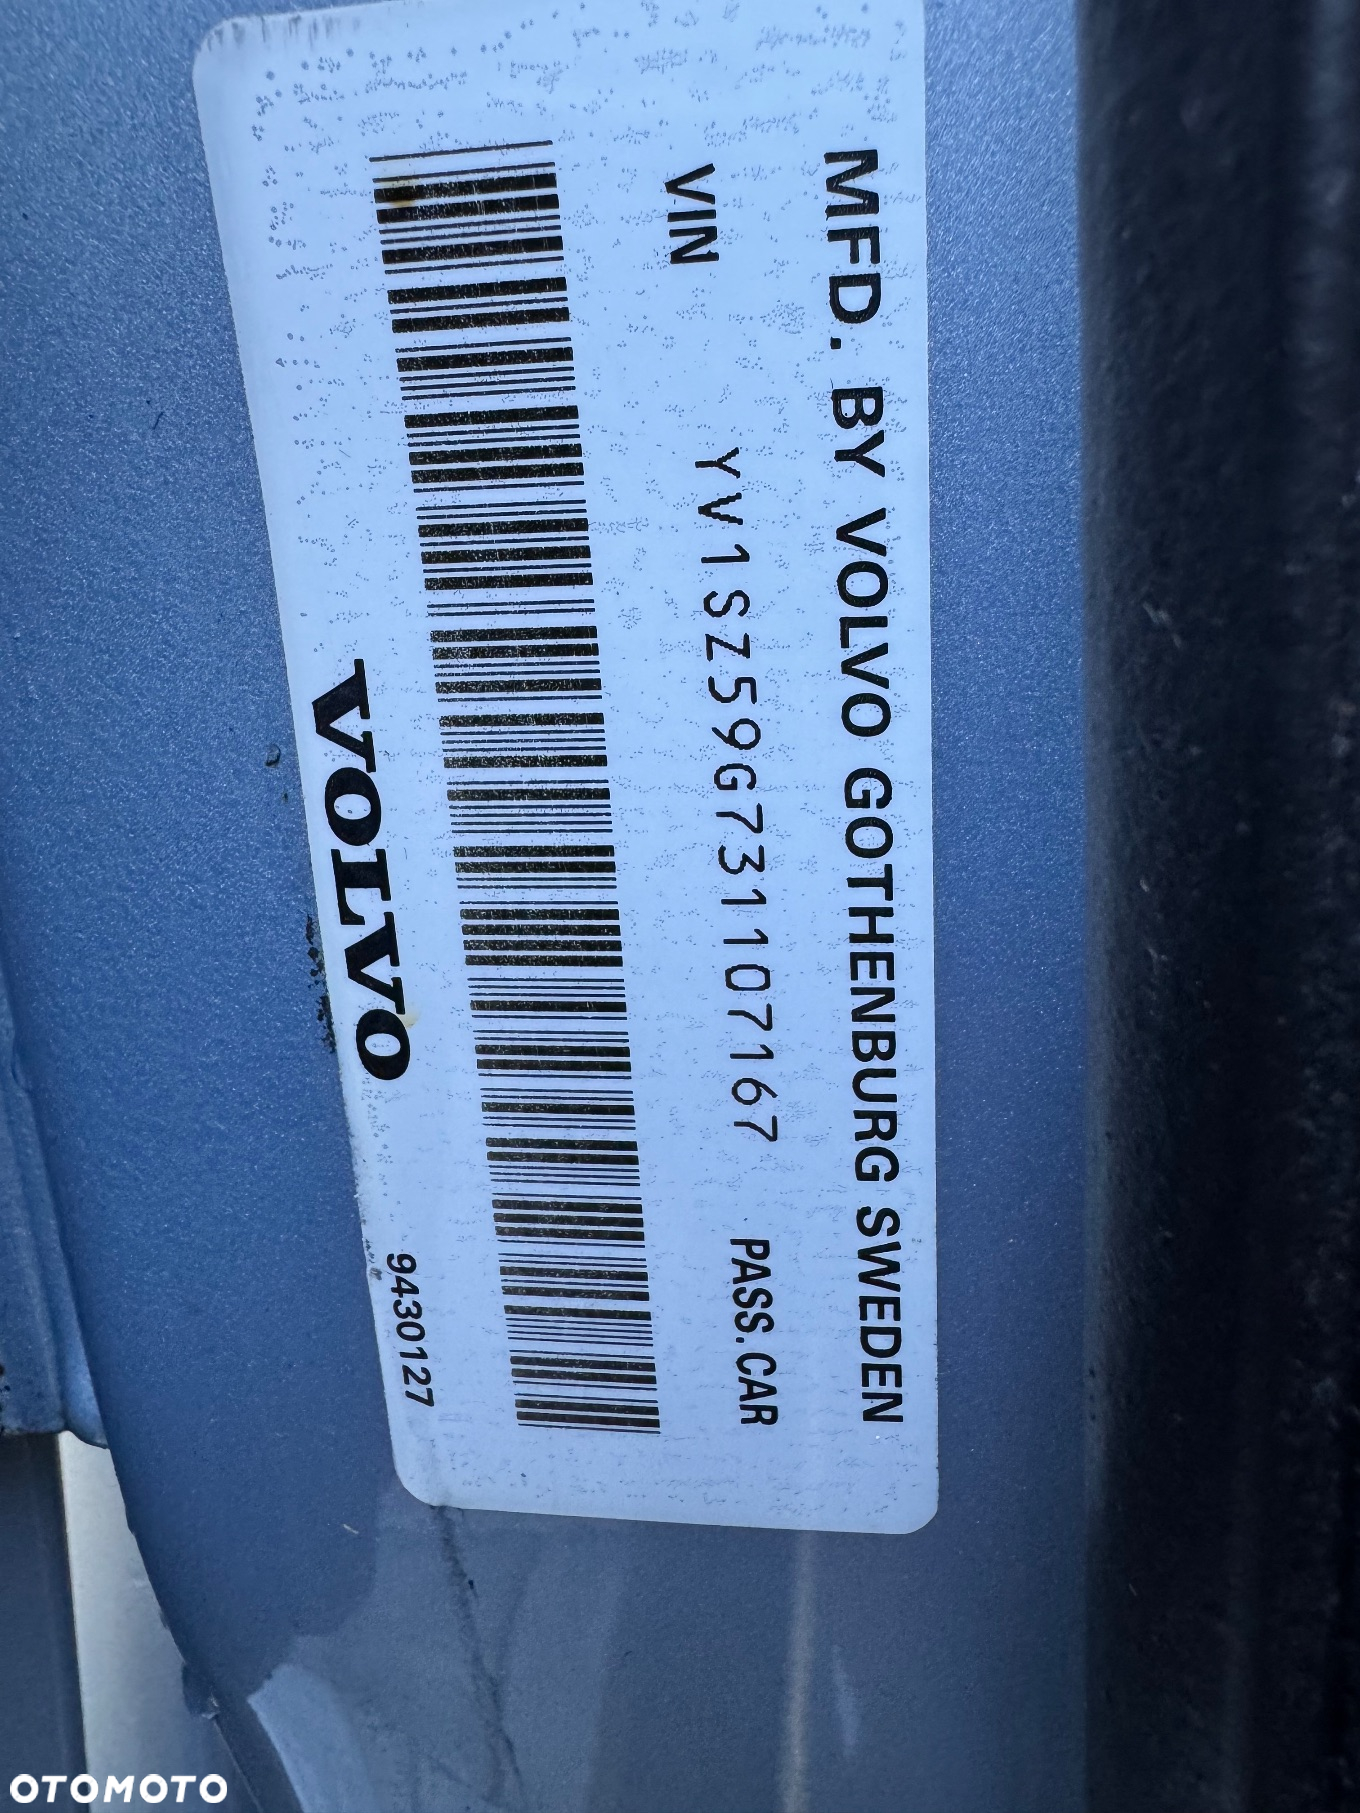 MFD. BY VOLVO GOTHENBURG SWEDEN
VIN YV1SZ59G731107167 PASS.CAR
VOLVO 9430127
OTOMOTO